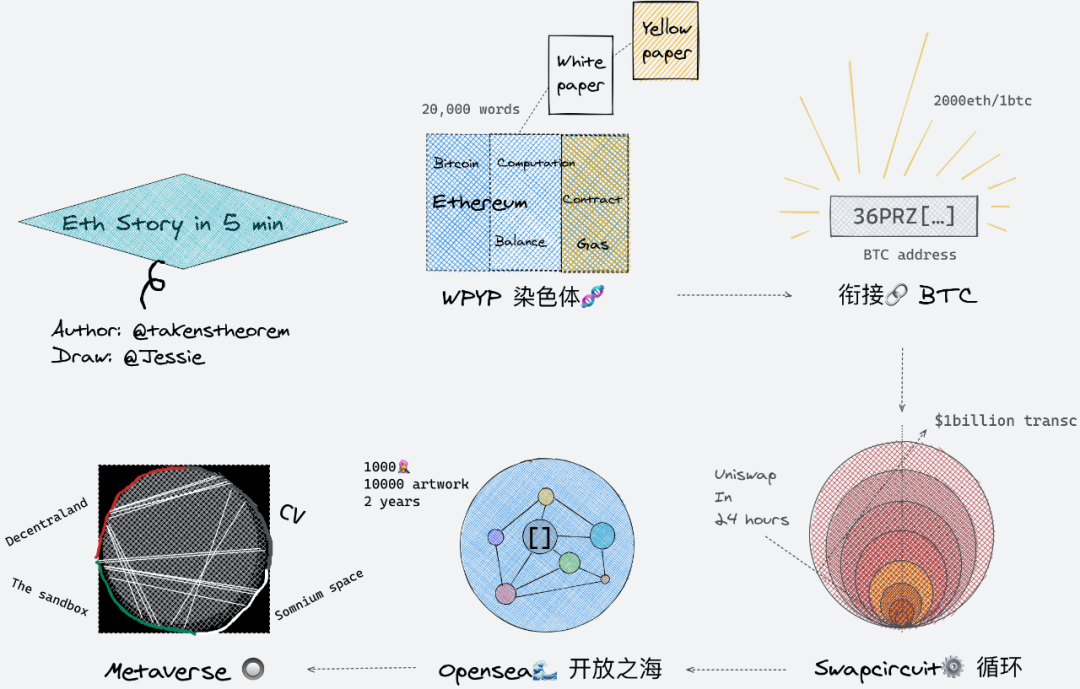 Eth Story in 5 min
Author: @takenstheorem
Draw: @Jessie
Yellow
paper
White
paper
20,000 words
Bitcoin
Computation
Ethereum
Contract
Balance
Gas
WPYP 染色体🧬
2000eth/1btc
36PRZ[…]
BTC address
衔接🔗 BTC
$1billion transc
Uniswap
In
24 hours
Swapcircuit⚙️ 循环
1000
10000 artwork
2 years
[]
Opensea🌊 开放之海
Decentraland
CV
The sandbox
Somnium space
Metaverse